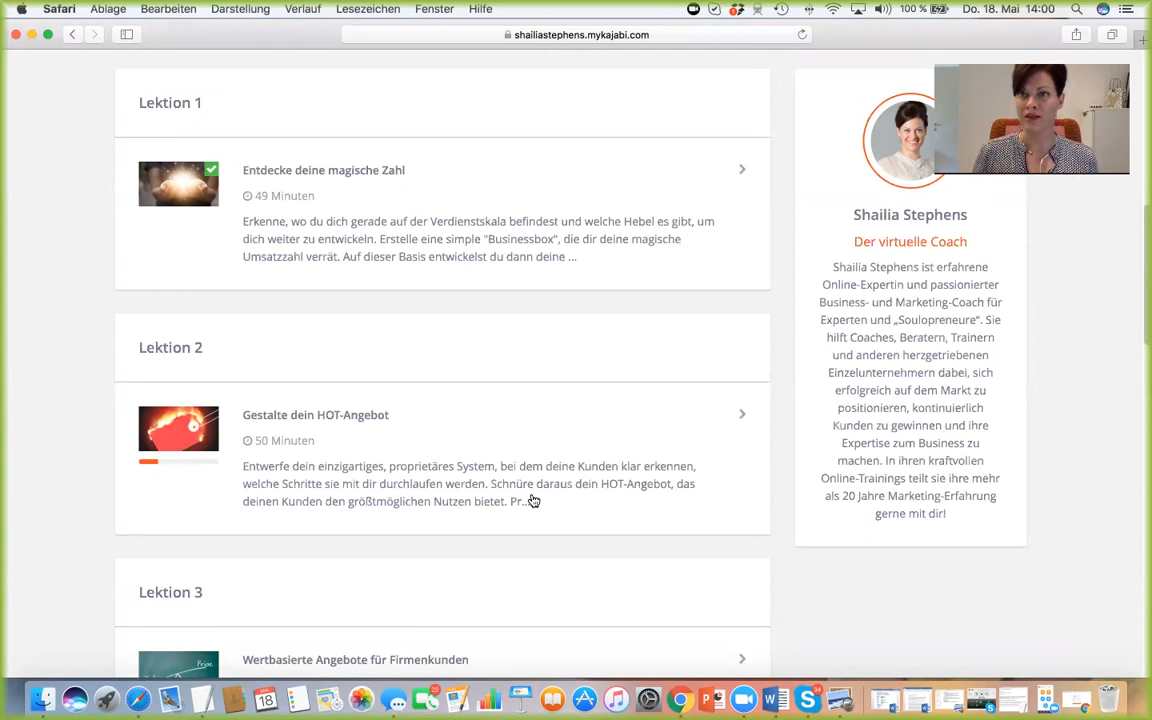 Safari Ablage Bearbeiten Darstellung Verlauf Lesezeichen Fenster Hilfe 100 % Do. 18. Mai 14:00
shailiastephens.mykajabi.com
Lektion 1
Entdecke deine magische Zahl
49 Minuten
Erkenne, wo du dich gerade auf der Verdienstskala befindest und welche Hebel es gibt, um
dich weiter zu entwickeln. Erstelle eine simple "Businessbox", die dir deine magische
Umsatzzahl verrät. Auf dieser Basis entwickelst du dann deine ...
Lektion 2
Gestalte dein HOT-Angebot
50 Minuten
Entwerfe dein einzigartiges, proprietäres System, bei dem deine Kunden klar erkennen,
welche Schritte sie mit dir durchlaufen werden. Schnüre daraus dein HOT-Angebot, das
deinen Kunden den größtmöglichen Nutzen bietet. Pr...
Lektion 3
Wertbasierte Angebote für Firmenkunden
Shailia Stephens
Der virtuelle Coach
Shailia Stephens ist erfahrene
Online-Expertin und passionierter
Business- und Marketing-Coach für
Experten und „Soulopreneure“. Sie
hilft Coaches, Beratern, Trainern
und anderen herzgetriebenen
Einzelunternehmern dabei, sich
erfolgreich auf dem Markt zu
positionieren, kontinuierlich
Kunden zu gewinnen und ihre
Expertise zum Business zu
machen. In ihren kraftvollen
Online-Trainings teilt sie ihre mehr
als 20 Jahre Marketing-Erfahrung
gerne mit dir!
18
22
34